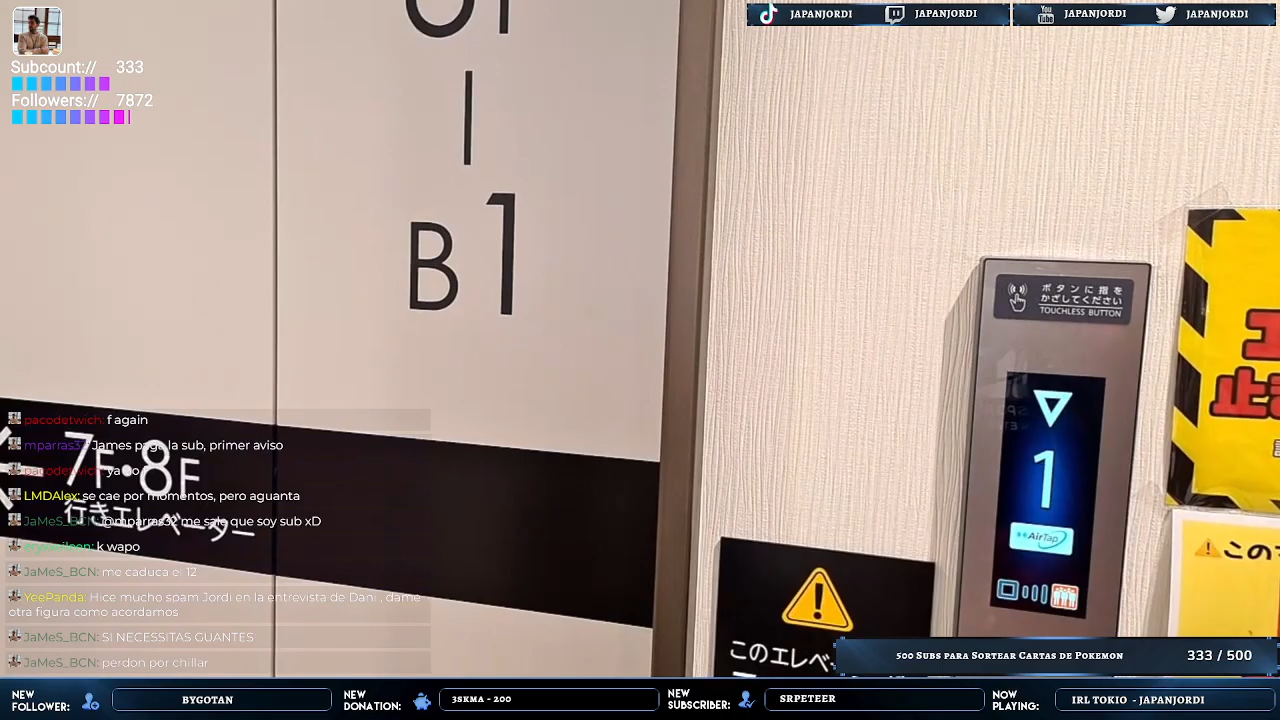 Subcount:// 333
Followers:// 7872
JAPANJORDI
JAPANJORDI
JAPANJORDI
JAPANJORDI
B1
ボタンに指を
かざしてください
TOUCHLESS BUTTON
1
AirTap
止
このエレベ
この
7F・8F
行きエレベーター
pacodetwich: f again
mparras32: James paga la sub, primer aviso
pacodetwich:
LMDAlex: se cae por momentos, pero aguanta
JaMeS_BCN: @mparras32 me sale que soy sub xD
k wapo
JaMeS_BCN: me caduca el 12
YeePanda: Hice mucho spam Jordi en la entrevista de Dani , dame
otra figura como acordamos
JaMeS_BCN: SI NECESSITAS GUANTES
JaMeS_BCN: perdon por chillar
500 Subs para Sortear Cartas de Pokemon 333 / 500
NEW FOLLOWER:
BYGOTAN
NEW DONATION:
35KMA - 200
NEW SUBSCRIBER:
SRPETEER
NOW PLAYING:
IRL TOKIO - JAPANJORDI